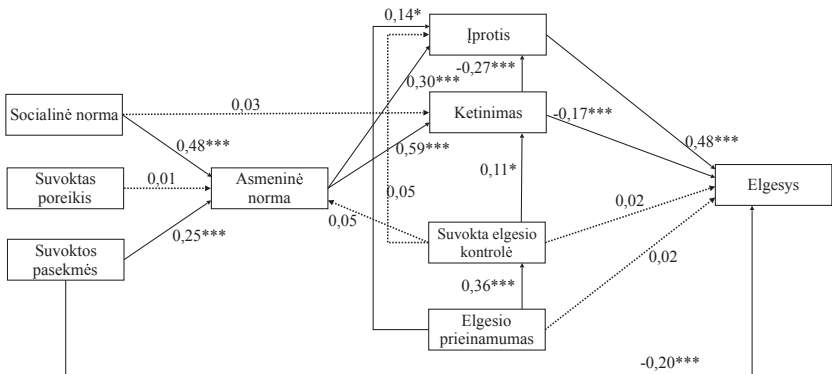 0,14*
Įprotis
0,30***
-0,27***
Socialinė norma
0,03
Ketinimas
-0,17***
0,48***
0,59***
0,48***
Suvoktas
poreikis
0,01
Asmeninė
norma
0,11*
Elgesys
0,05
0,05
0,02
Suvoktos
pasekmės
0,25***
Suvokta elgesio
kontrolė
0,02
0,36***
Elgesio
prieinamumas
-0,20***